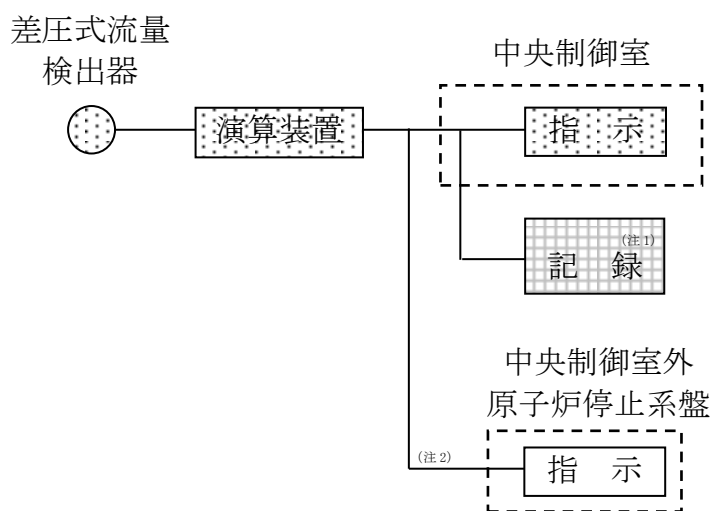 差圧式流量
検出器
演算装置
中央制御室
指 示
(注1)
記 録
中央制御室外
原子炉停止系盤
(注2)
指 示